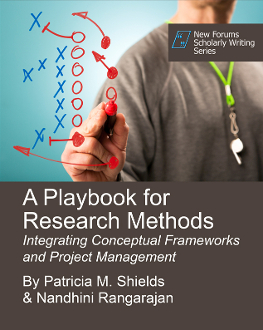 New Forums
Scholarly Writing
Series
A Playbook for
Research Methods
Integrating Conceptual Frameworks
and Project Management
By Patricia M. Shields
& Nandhini Rangarajan